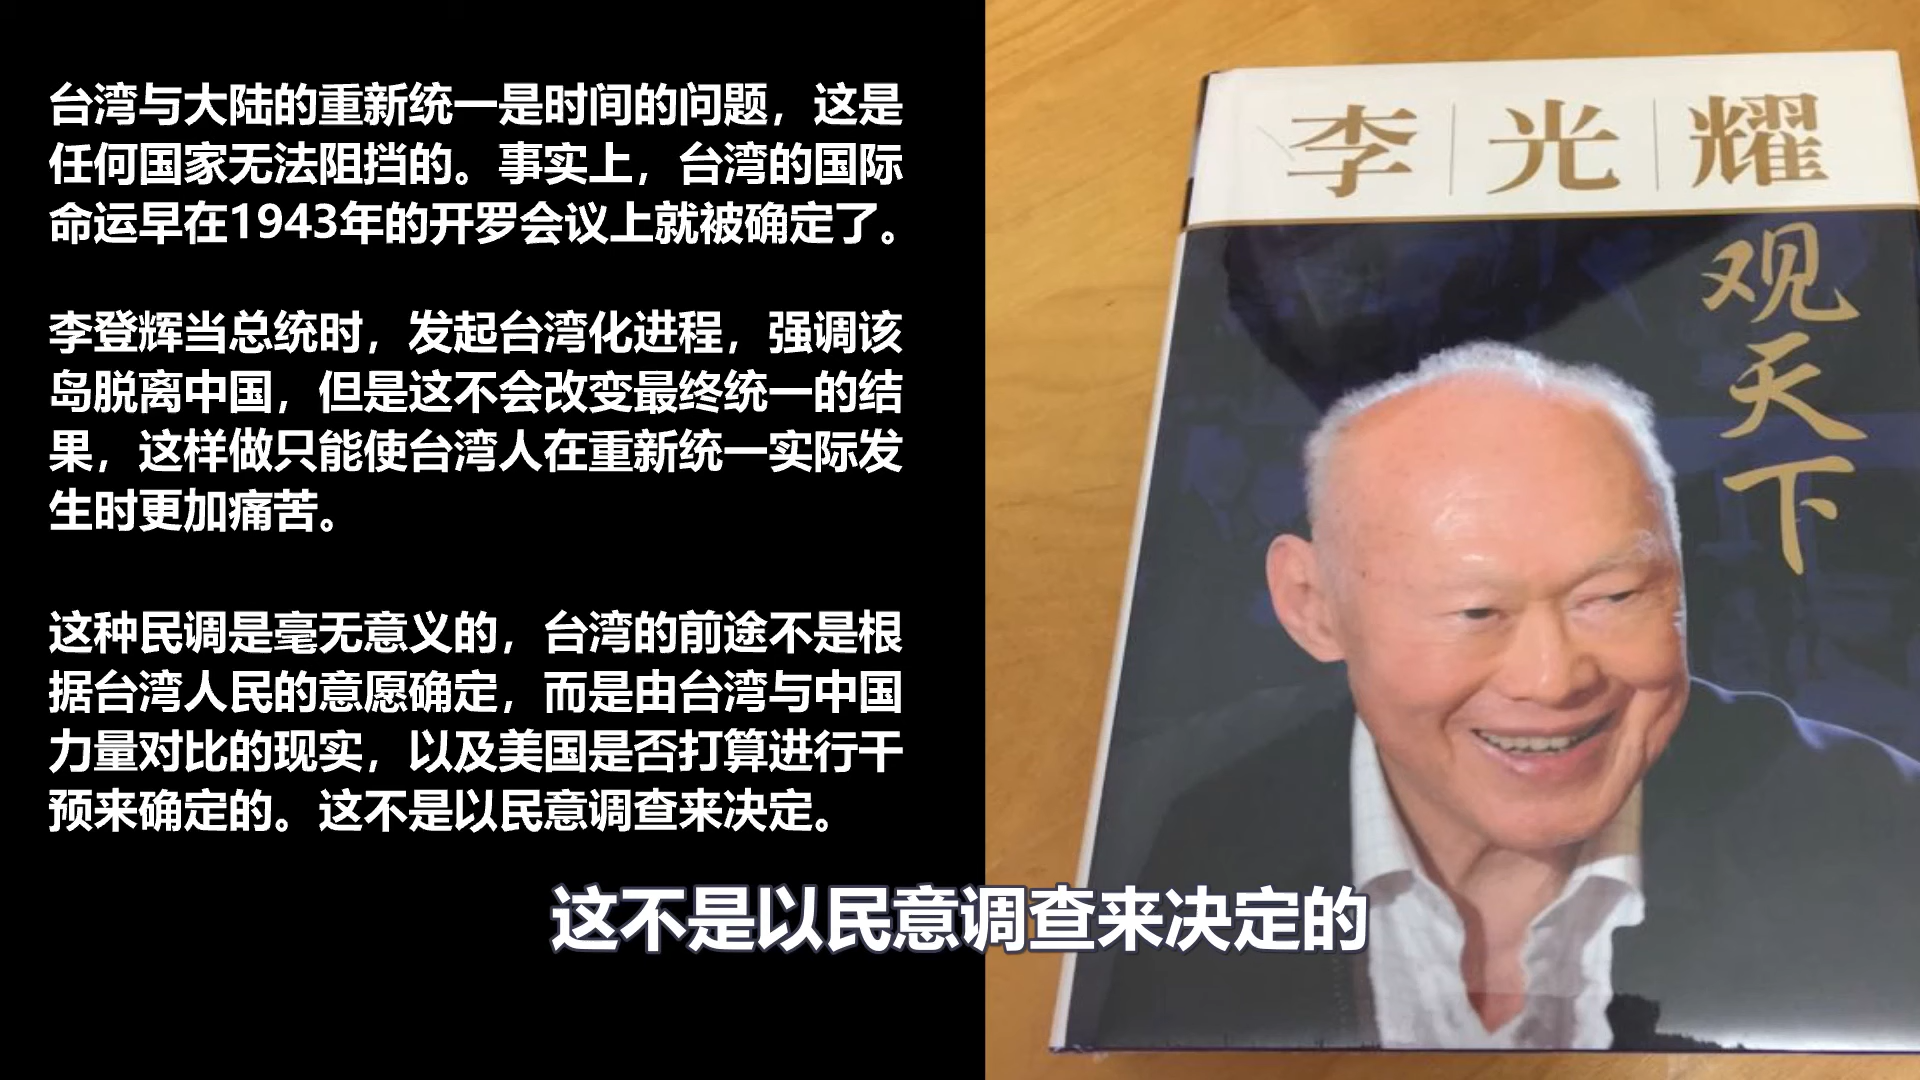 台湾与大陆的重新统一是时间的问题，这是
任何国家无法阻挡的。事实上，台湾的国际
命运早在1943年的开罗会议上就被确定了。
李登辉当总统时，发起台湾化进程，强调该
岛脱离中国，但是这不会改变最终统一的结
果，这样做只能使台湾人在重新统一实际发
生时更加痛苦。
这种民调是毫无意义的，台湾的前途不是根
据台湾人民的意愿确定，而是由台湾与中国
力量对比的现实，以及美国是否打算进行干
预来确定的。这不是以民意调查来决定。
李光耀
观天下
这不是以民意调查来决定的